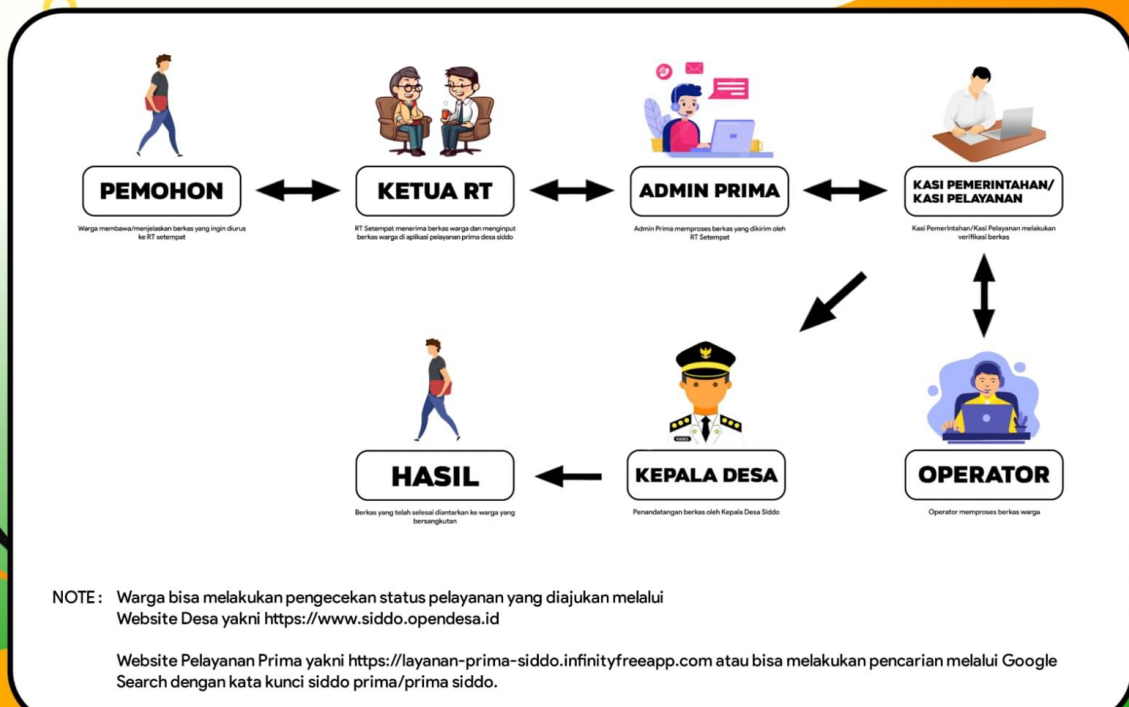 PEMOHON
Warga membawa/menjelaskan berkas yang ingin diurus
ke RT setempat
KETUA RT
RT Setempat menerima berkas warga dan menginput
berkas warga di aplikasi pelayanan prima desa siddo
ADMIN PRIMA
Admin Prima memproses berkas yang dikirim oleh
RT Setempat
KASI PEMERINTAHAN/
KASI PELAYANAN
Kasi Pemerintahan/Kasi Pelayanan melakukan
verifikasi berkas
HASIL
Berkas yang telah selesai diantarkan ke warga yang
bersangkutan
KEPALA DESA
Penandatangan berkas oleh Kepala Desa Siddo
OPERATOR
Operator memproses berkas warga
NOTE : Warga bisa melakukan pengecekan status pelayanan yang diajukan melalui
Website Desa yakni https://www.siddo.opendesa.id
Website Pelayanan Prima yakni https://layanan-prima-siddo.infinityfreeapp.com atau bisa melakukan pencarian melalui Google
Search dengan kata kunci siddo prima/prima siddo.